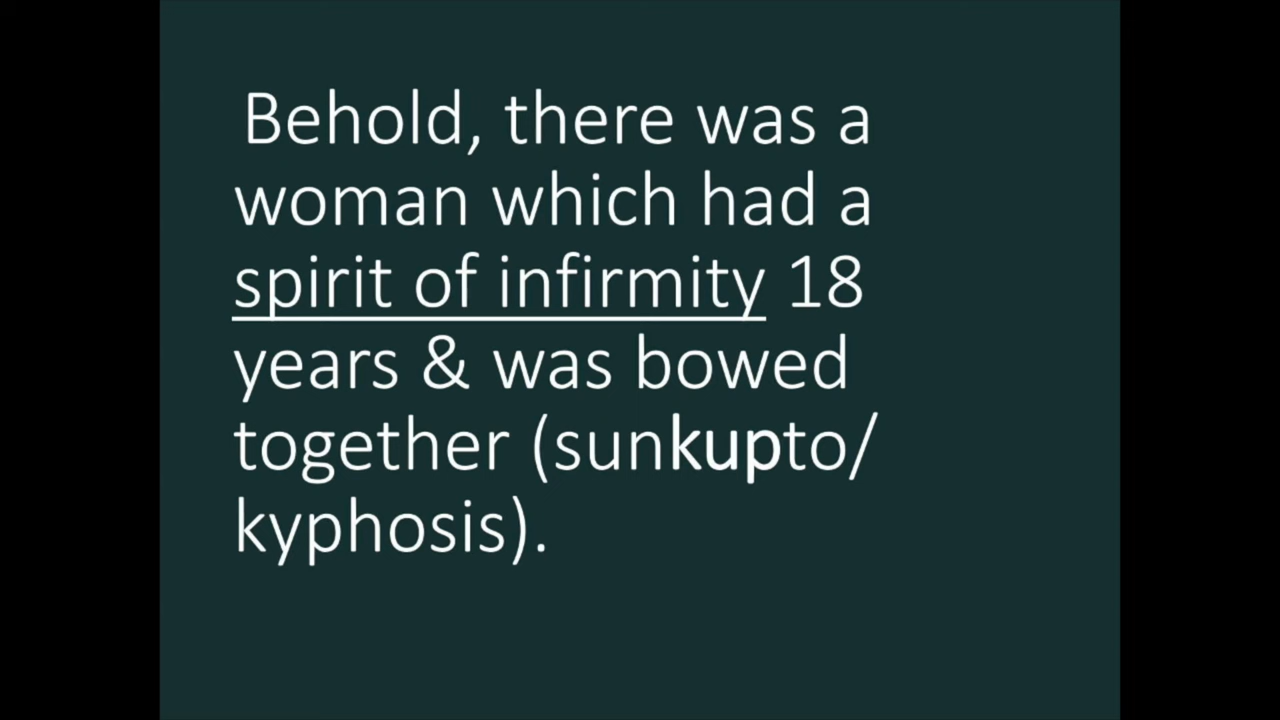 Behold, there was a
woman which had a
spirit of infirmity 18
years & was bowed
together (sunkupto/
kyphosis).